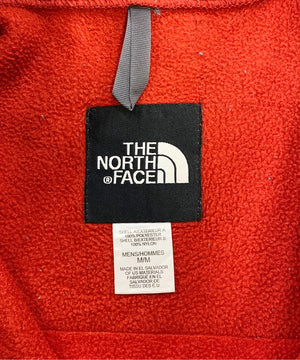 THE
NORTH
® FACE
SHELL A/EXTERIEUR A:
100% POLYESTER
SHELL B/EXTERIEUR B:
100% NYLON
MENS/HOMMES
M/M
MADE IN EL SALVADOR
OF USA MATERIALS
FABRIQUE EN EL
SALVADOR DE
TISSU DES E.U.